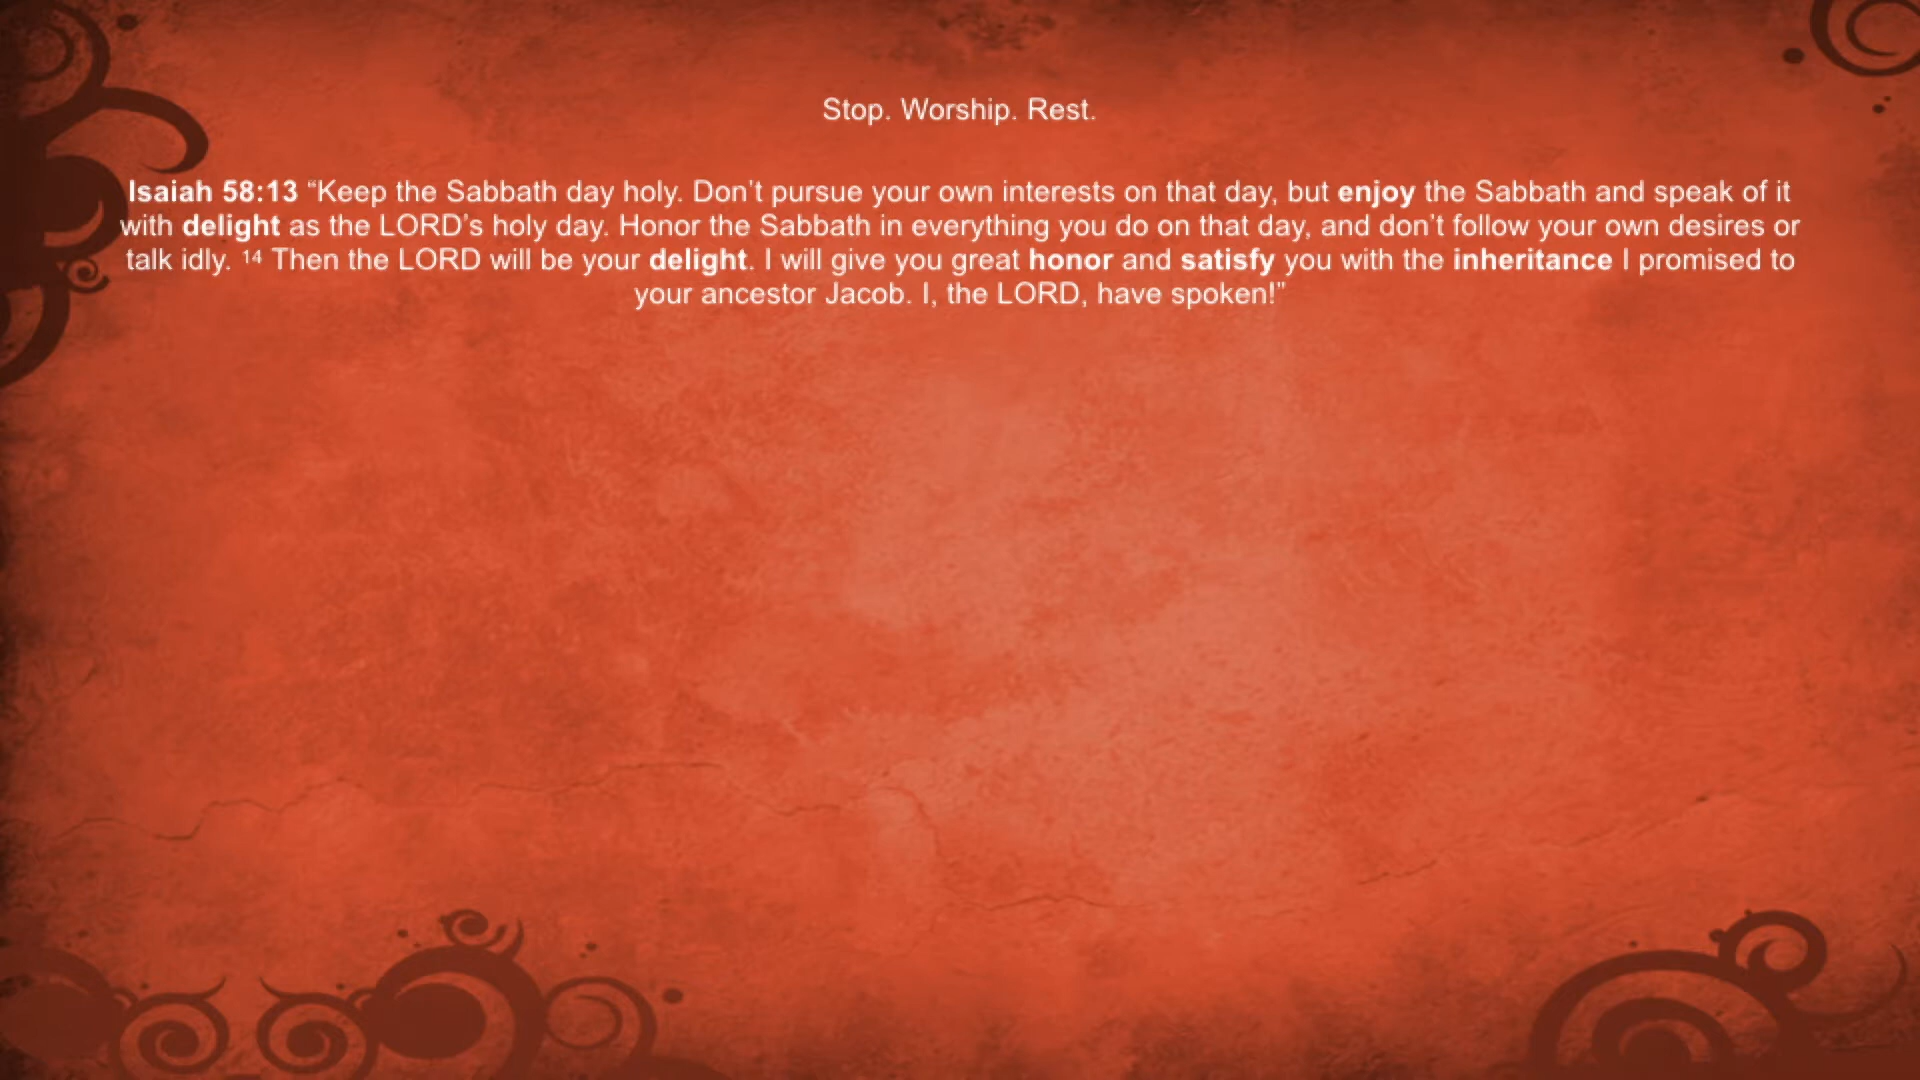 Stop. Worship. Rest.
Isaiah 58:13 “Keep the Sabbath day holy. Don’t pursue your own interests on that day, but enjoy the Sabbath and speak of it
with delight as the LORD’s holy day. Honor the Sabbath in everything you do on that day, and don’t follow your own desires or
talk idly. ¹⁴ Then the LORD will be your delight. I will give you great honor and satisfy you with the inheritance I promised to
your ancestor Jacob. I, the LORD, have spoken!”